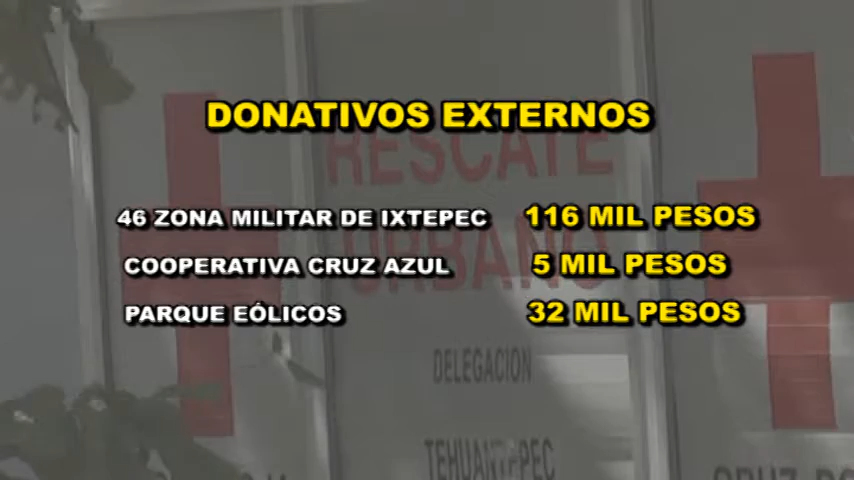 DONATIVOS EXTERNOS
RESCATE
URBANO
46 ZONA MILITAR DE IXTEPEC 116 MIL PESOS
COOPERATIVA CRUZ AZUL 5 MIL PESOS
PARQUE EÓLICOS 32 MIL PESOS
DELEGACION
TEHUANTEPEC